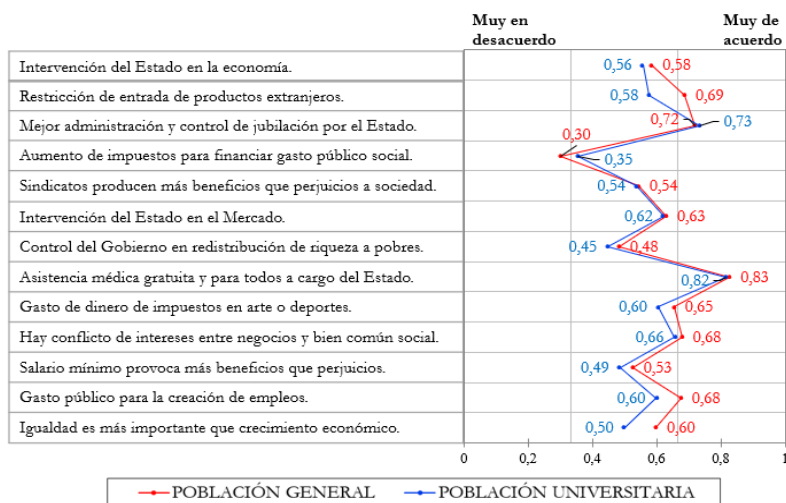 Muy en desacuerdo
Muy de acuerdo
Intervención del Estado en la economía.
0,56
0,58
Restricción de entrada de productos extranjeros.
0,58
0,69
Mejor administración y control de jubilación por el Estado.
0,72
0,73
Aumento de impuestos para financiar gasto público social.
0,30
0,35
Sindicatos producen más beneficios que perjuicios a sociedad.
0,54
0,54
Intervención del Estado en el Mercado.
0,62
0,63
Control del Gobierno en redistribución de riqueza a pobres.
0,45
0,48
Asistencia médica gratuita y para todos a cargo del Estado.
0,82
0,83
Gasto de dinero de impuestos en arte o deportes.
0,60
0,65
Hay conflicto de intereses entre negocios y bien común social.
0,66
0,68
Salario mínimo provoca más beneficios que perjuicios.
0,49
0,53
Gasto público para la creación de empleos.
0,60
0,68
Igualdad es más importante que crecimiento económico.
0,50
0,60
0 0,2 0,4 0,6 0,8 1
POBLACIÓN GENERAL POBLACIÓN UNIVERSITARIA